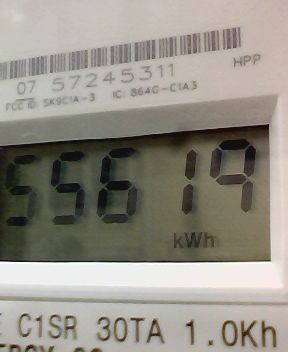 HPP
07 57245311
FCC ID: SK9C1A-3 IC: 864G-C1A3
55619
kWh
C1SR 30TA 1.0Kh